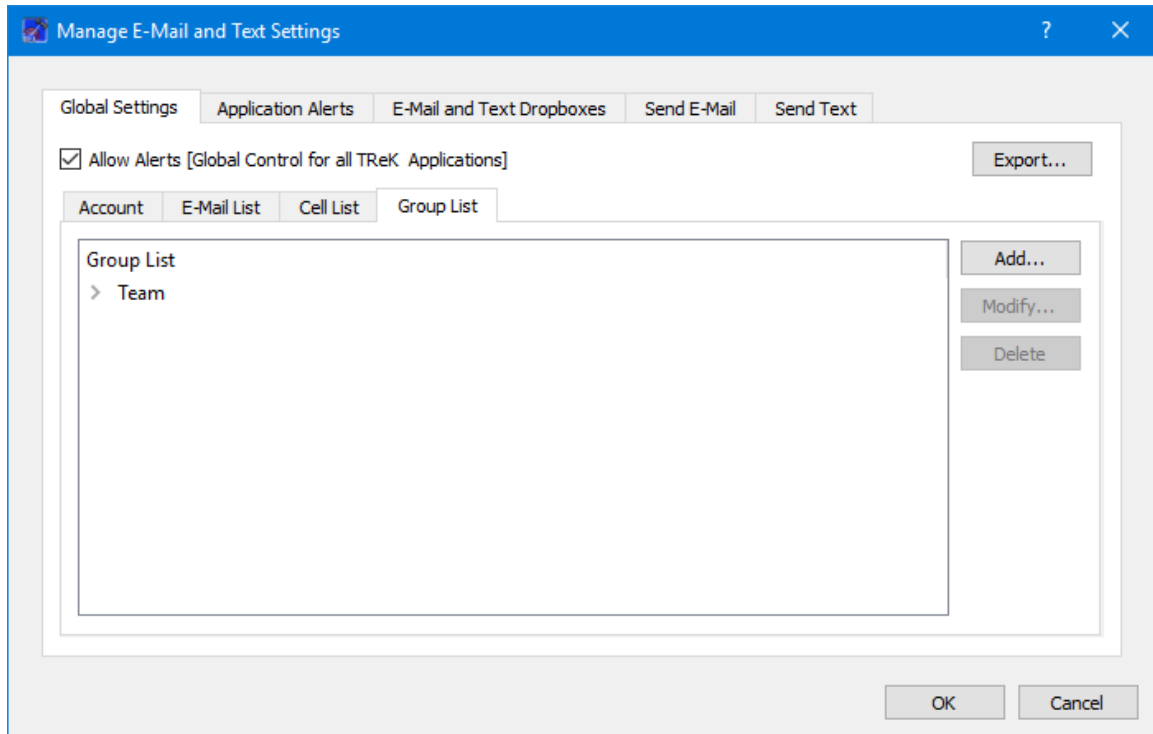 Manage E-Mail and Text Settings ?
Global Settings Application Alerts E-Mail and Text Dropboxes Send E-Mail Send Text
Allow Alerts [Global Control for all TReK Applications] Export...
Account E-Mail List Cell List Group List
Group List Add...
Team
Modify...
Delete
OK Cancel